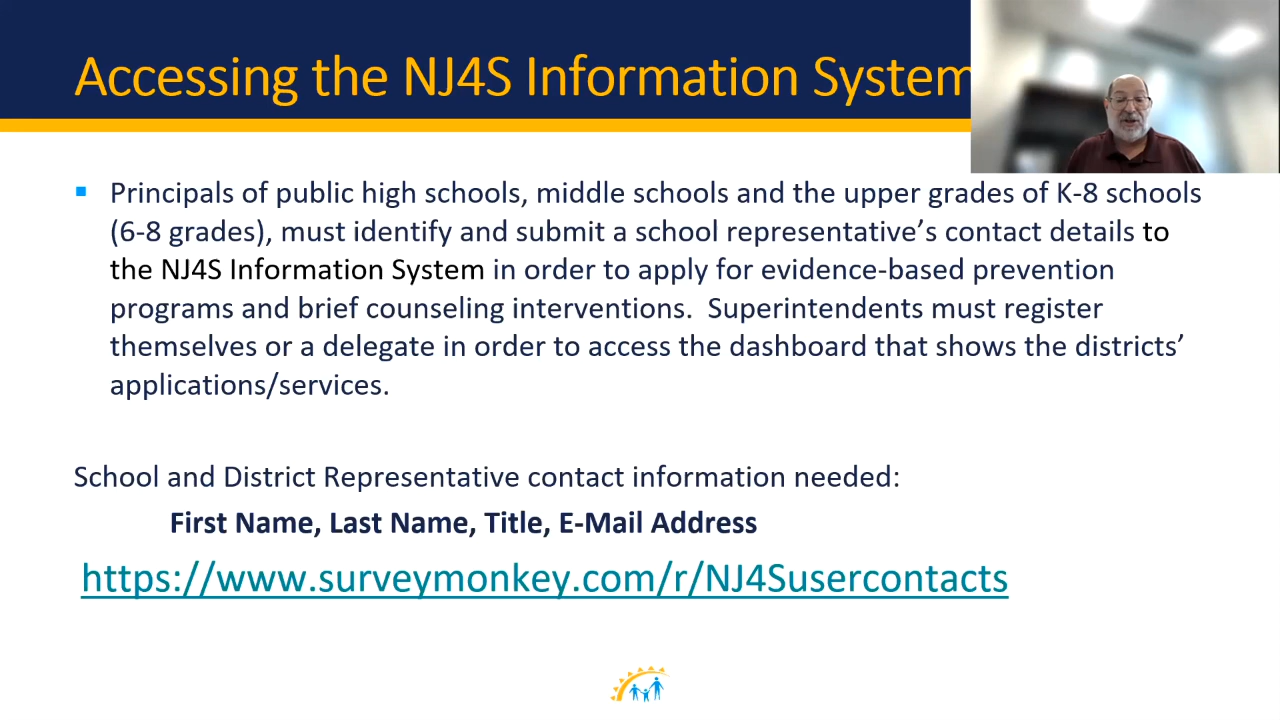 Accessing the NJ4S Information System
▪ Principals of public high schools, middle schools and the upper grades of K-8 schools
(6-8 grades), must identify and submit a school representative’s contact details to
the NJ4S Information System in order to apply for evidence-based prevention
programs and brief counseling interventions.  Superintendents must register
themselves or a delegate in order to access the dashboard that shows the districts’
applications/services.
School and District Representative contact information needed:
First Name, Last Name, Title, E-Mail Address
https://www.surveymonkey.com/r/NJ4Susercontacts